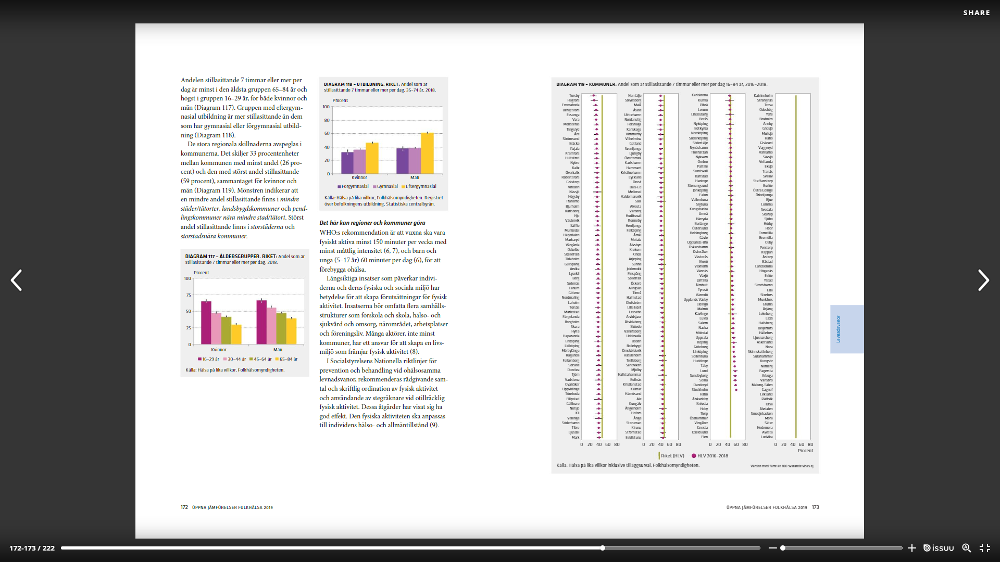 SHARE
Andelen stillasittande 7 timmar eller mer per
dag är minst i den äldsta gruppen 65–84 år och
högst i gruppen 16–29 år, för både kvinnor och
män (Diagram 117). Gruppen med eftergym-
nasial utbildning är mer stillasittande än dem
som har gymnasial eller förgymnasial utbild-
ning (Diagram 118).
De stora regionala skillnaderna avspeglas i
kommunerna. Det skiljer 33 procentenheter
mellan kommunen med minst andel (26 pro-
cent) och den med störst andel stillasittande
(59 procent), sammantaget för kvinnor och
män (Diagram 119). Mönstren indikerar att
en mindre andel stillasittande finns i mindre
städer/tätorter, landsbygdskommuner och pend-
lingskommuner nära mindre stad/tätort. Störst
andel stillasittande finns i storstäderna och
storstadsnära kommuner.
DIAGRAM 117 – ÅLDERSGRUPPER. RIKET: Andel som är
stillasittande 7 timmar eller mer per dag, 2018.
Procent
100
75
50
25
0
Kvinnor Män
16–29 år 30–44 år 45–64 år 65–84 år
Källa: Hälsa på lika villkor, Folkhälsomyndigheten.
DIAGRAM 118 – UTBILDNING. RIKET: Andel som är
stillasittande 7 timmar eller mer per dag, 35–74 år, 2018.
Procent
100
80
60
40
20
0
Kvinnor Män
Förgymnasial Gymnasial Eftergymnasial
Källa: Hälsa på lika villkor, Folkhälsomyndigheten. Registret
över befolkningens utbildning, Statistiska centralbyrån.
Det här kan regioner och kommuner göra
WHO:s rekommendation är att vuxna ska vara
fysiskt aktiva minst 150 minuter per vecka med
minst måttlig intensitet (6, 7), och barn och
unga (5–17 år) 60 minuter per dag (6), för att
förebygga ohälsa.
Långsiktiga insatser som påverkar indivi-
derna och deras fysiska och sociala miljö har
betydelse för att skapa förutsättningar för fysisk
aktivitet. Insatserna bör omfatta flera samhälls-
strukturer som förskola och skola, hälso- och
sjukvård och omsorg, närområdet, arbetsplatser
och föreningsliv. Många aktörer, inte minst
kommuner, har ett ansvar för att skapa en livs-
miljö som främjar fysisk aktivitet (8).
I Socialstyrelsens Nationella riktlinjer för
prevention och behandling vid ohälsosamma
levnadsvanor, rekommenderas rådgivande sam-
tal och skriftlig ordination av fysisk aktivitet
och användande av stegräknare vid otillräcklig
fysisk aktivitet. Dessa åtgärder har visat sig ha
god effekt. Den fysiska aktiviteten ska anpassas
till individens hälso- och allmäntillstånd (9).
172 ÖPPNA JÄMFÖRELSER FOLKHÄLSA 2019
DIAGRAM 119 – KOMMUNER: Andel som är stillasittande 7 timmar eller mer per dag 16–84 år, 2016–2018.
Torsby
Hagfors
Emmaboda
Bengtsfors
Essunga
Vara
Mönsterås
Tingsryd
Åre
Strömsund
Bräcke
Pajala
Kramfors
Hultsfred
Nybro
Kalix
Överkalix
Robertsfors
Grästorp
Vindeln
Nässjö
Högsby
Tranemo
Bjurholm
Karlsborg
Hjo
Västervik
Säffle
Munkedal
Härjedalen
Markaryd
Vårgårda
Ockelbo
Skellefteå
Tidaholm
Gullspång
Arvika
Lysekil
Berg
Sotenäs
Tanum
Götene
Nordmaling
Laholm
Torsås
Mariestad
Färgelanda
Borgholm
Skara
Hylte
Haparanda
Enköping
Lidköping
Mörbylånga
Ragunda
Falkenberg
Sorsele
Dorotea
Tjörn
Vadstena
Ovanåker
Uppvidinge
Töreboda
Filipstad
Gällivare
Norsjö
Kil
Vellinge
Söderhamn
Tibro
Ljusdal
Mark
0 20 40 60 80
Norrtälje
Sölvesborg
Malå
Åsele
Ulricehamn
Nordanstig
Forshaga
Karlskoga
Vimmerby
Vilhelmina
Gotland
Svenljunga
Ljungby
Övertorneå
Karlshamn
Hammarö
Kristinehamn
Lycksele
Orust
Dals-Ed
Mellerud
Valdemarsvik
Sala
Alvesta
Varberg
Hudiksvall
Ronneby
Herrljunga
Falköping
Åmål
Motala
Älvsbyn
Krokom
Kinda
Arjeplog
Sunne
Jokkmokk
Finspång
Sollefteå
Öckerö
Alingsås
Timrå
Halmstad
Olofström
Lilla Edet
Lessebo
Arvidsjaur
Åtvidaberg
Skövde
Vänersborg
Uddevalla
Boden
Bollebygd
Örnsköldsvik
Hässleholm
Trelleborg
Sandviken
Mjölby
Hallstahammar
Bollnäs
Kristianstad
Kalmar
Härnösand
Ale
Kungälv
Ängelholm
Hofors
Ånge
Storuman
Kiruna
Strömstad
Eskilstuna
0 20 40 60 80
Karlskrona
Kumla
Piteå
Lerum
Lindesberg
Borås
Nyköping
Botkyrka
Norrköping
Söderköping
Södertälje
Nynäshamn
Trollhättan
Nykvarn
Örebro
Partille
Sundsvall
Karlstad
Haninge
Stenungsund
Jönköping
Falun
Vallentuna
Sigtuna
Kungsbacka
Umeå
Härryda
Borlänge
Östersund
Helsingborg
Gävle
Upplands-Bro
Oskarshamn
Österåker
Västerås
Ekerö
Vaxholm
Vännäs
Växjö
Järfälla
Älmhult
Tyresö
Värmdö
Upplands Väsby
Lidingö
Malmö
Kävlinge
Luleå
Salem
Nacka
Mölndal
Uppsala
Köping
Göteborg
Linköping
Sollentuna
Huddinge
Täby
Lund
Sundbyberg
Solna
Danderyd
Stockholm
Håbo
Älvkarleby
Knivsta
Heby
Tierp
Östhammar
Vingåker
Gnesta
Oxelösund
Flen
0 20 40 60 80
Katrineholm
Strängnäs
Trosa
Ödeshög
Ydre
Boxholm
Aneby
Gnosjö
Mullsjö
Habo
Gislaved
Vaggeryd
Värnamo
Sävsjö
Vetlanda
Eksjö
Tranås
Svalöv
Staffanstorp
Burlöv
Östra Göinge
Örkelljunga
Bjuv
Lomma
Svedala
Skurup
Sjöbo
Hörby
Höör
Tomelilla
Bromölla
Osby
Perstorp
Klippan
Åstorp
Båstad
Landskrona
Höganäs
Eslöv
Ystad
Simrishamn
Eda
Storfors
Munkfors
Grums
Årjäng
Lekeberg
Laxå
Hallsberg
Degerfors
Hällefors
Ljusnarsberg
Askersund
Nora
Skinnskatteberg
Surahammar
Kungsör
Norberg
Fagersta
Arboga
Vansbro
Malung-Sälen
Gagnef
Leksand
Rättvik
Orsa
Älvdalen
Smedjebacken
Mora
Säter
Hedemora
Avesta
Ludvika
0 20 40 60 80
Procent
Riket (HLV) HLV 2016–2018
Källa: Hälsa på lika villkor inklusive tilläggsurval, Folkhälsomyndigheten.
Värden med färre än 100 svarande visas ej
Levnadsvanor
ÖPPNA JÄMFÖRELSER FOLKHÄLSA 2019 173
172-173 / 222
issuu